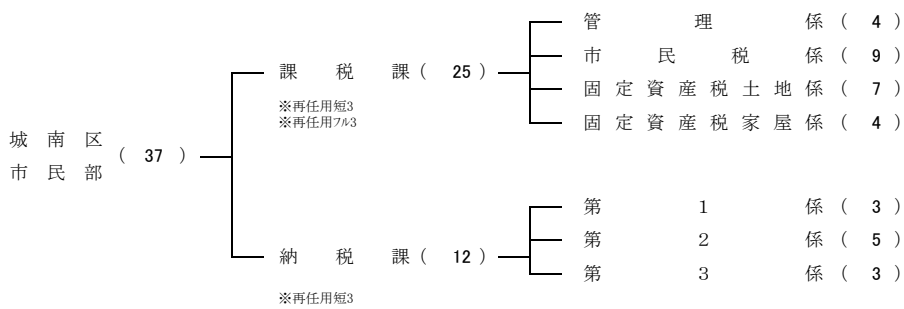 城南区
市民部
( 37 )
課税課( 25 )
※再任用短3
※再任用フル3
管理係( 4 )
市民税係( 9 )
固定資産税土地係( 7 )
固定資産税家屋係( 4 )
納税課( 12 )
※再任用短3
第1係( 3 )
第2係( 5 )
第3係( 3 )